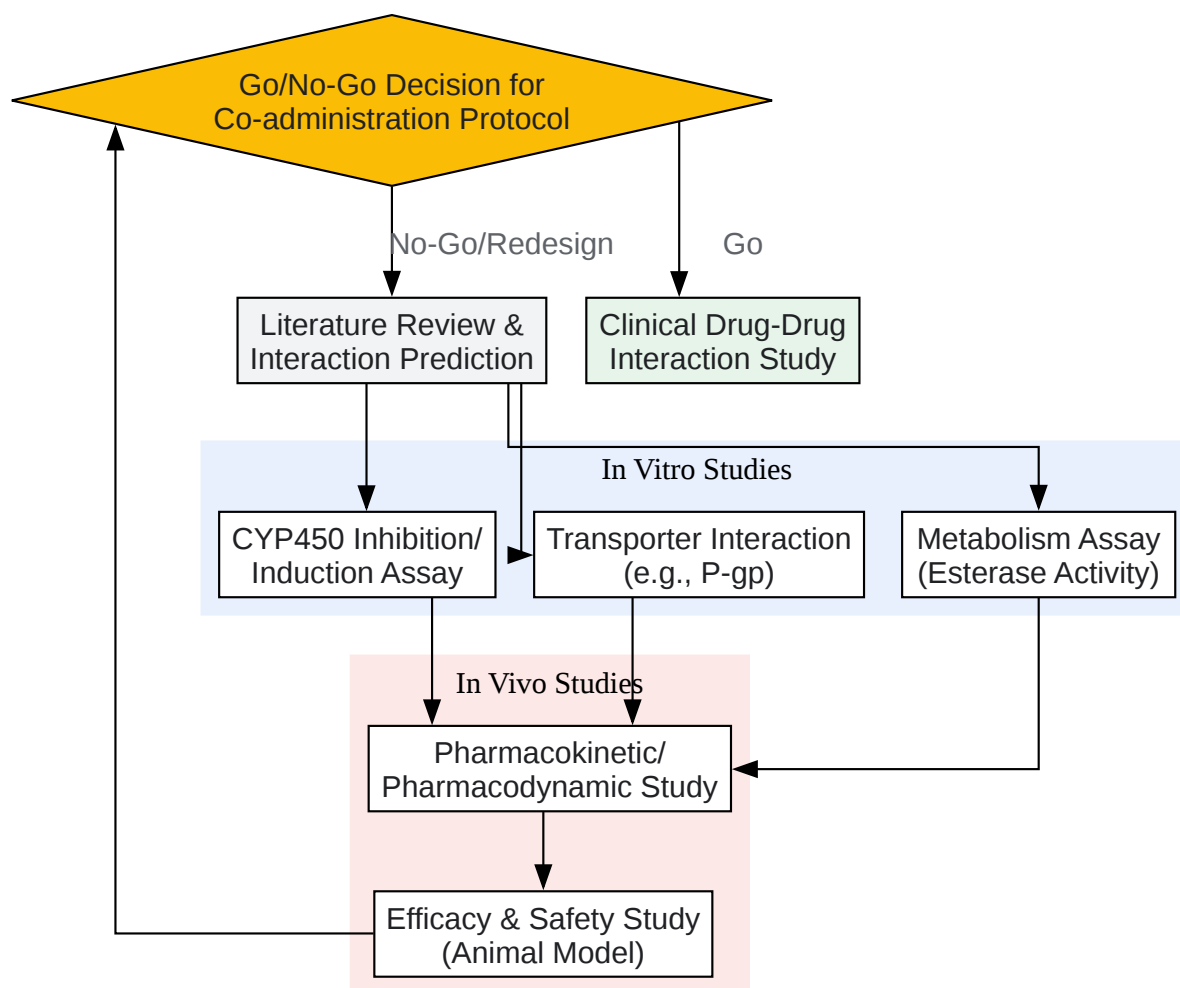 Go/No-Go Decision for
Co-administration Protocol
No-Go/Redesign
Go
Literature Review &
Interaction Prediction
Clinical Drug-Drug
Interaction Study
In Vitro Studies
CYP450 Inhibition/
Induction Assay
Transporter Interaction
(e.g., P-gp)
Metabolism Assay
(Esterase Activity)
In Vivo Studies
Pharmacokinetic/
Pharmacodynamic Study
Efficacy & Safety Study
(Animal Model)